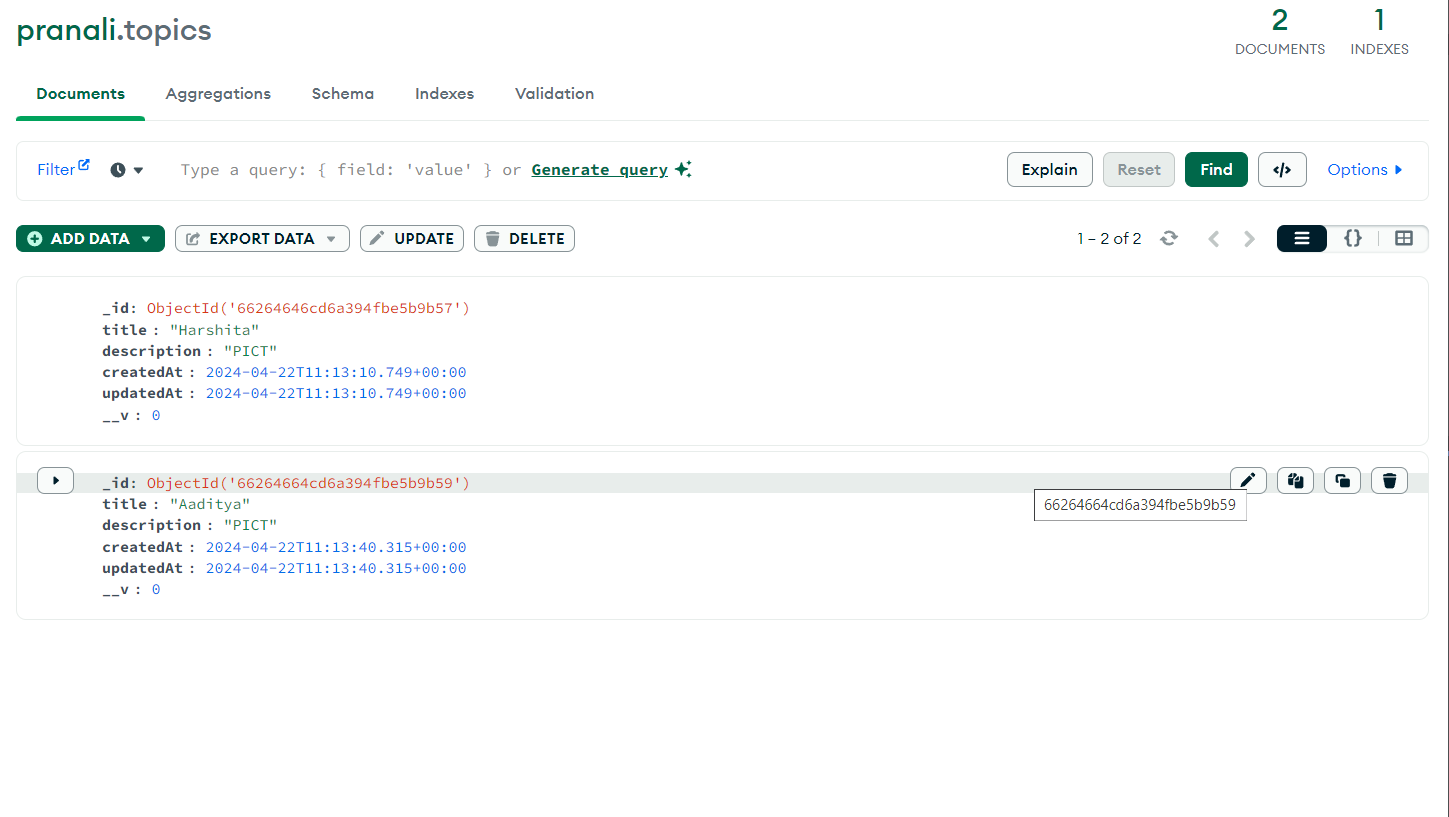 pranali.topics
2 1
DOCUMENTS INDEXES
Documents Aggregations Schema Indexes Validation
Filter Type a query: { field: 'value' } or Generate query Explain Reset Find </> Options
ADD DATA EXPORT DATA UPDATE DELETE 1 – 2 of 2 {}
_id: ObjectId('66264646cd6a394fbe5b9b57')
title : "Harshita"
description : "PICT"
createdAt : 2024-04-22T11:13:10.749+00:00
updatedAt : 2024-04-22T11:13:10.749+00:00
__v : 0
_id: ObjectId('66264664cd6a394fbe5b9b59')
title : "Aaditya"
66264664cd6a394fbe5b9b59
description : "PICT"
createdAt : 2024-04-22T11:13:40.315+00:00
updatedAt : 2024-04-22T11:13:40.315+00:00
__v : 0